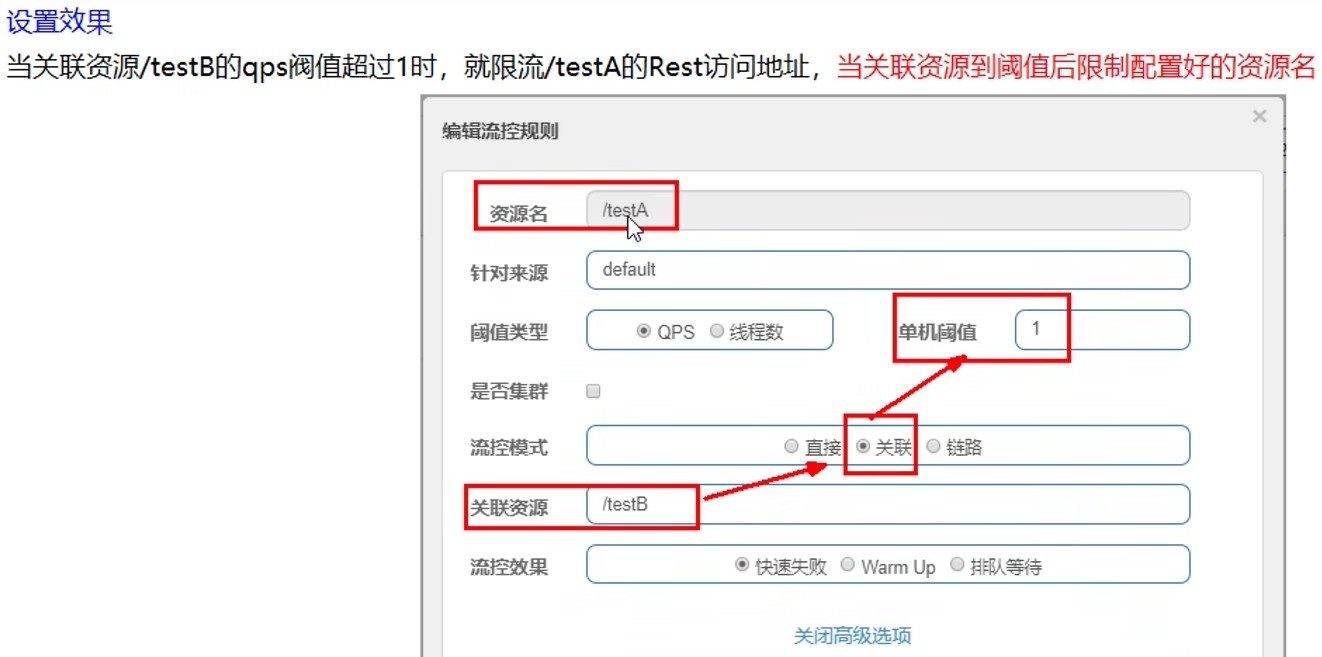 设置效果
当关联资源/testB的qps阀值超过1时，就限流/testA的Rest访问地址，当关联资源到阈值后限制配置好的资源名
编辑流控规则 ×
资源名 /testA
针对来源 default
阈值类型 QPS 线程数 单机阈值 1
是否集群
流控模式 直接 关联 链路
关联资源 /testB
流控效果 快速失败 Warm Up 排队等待
关闭高级选项